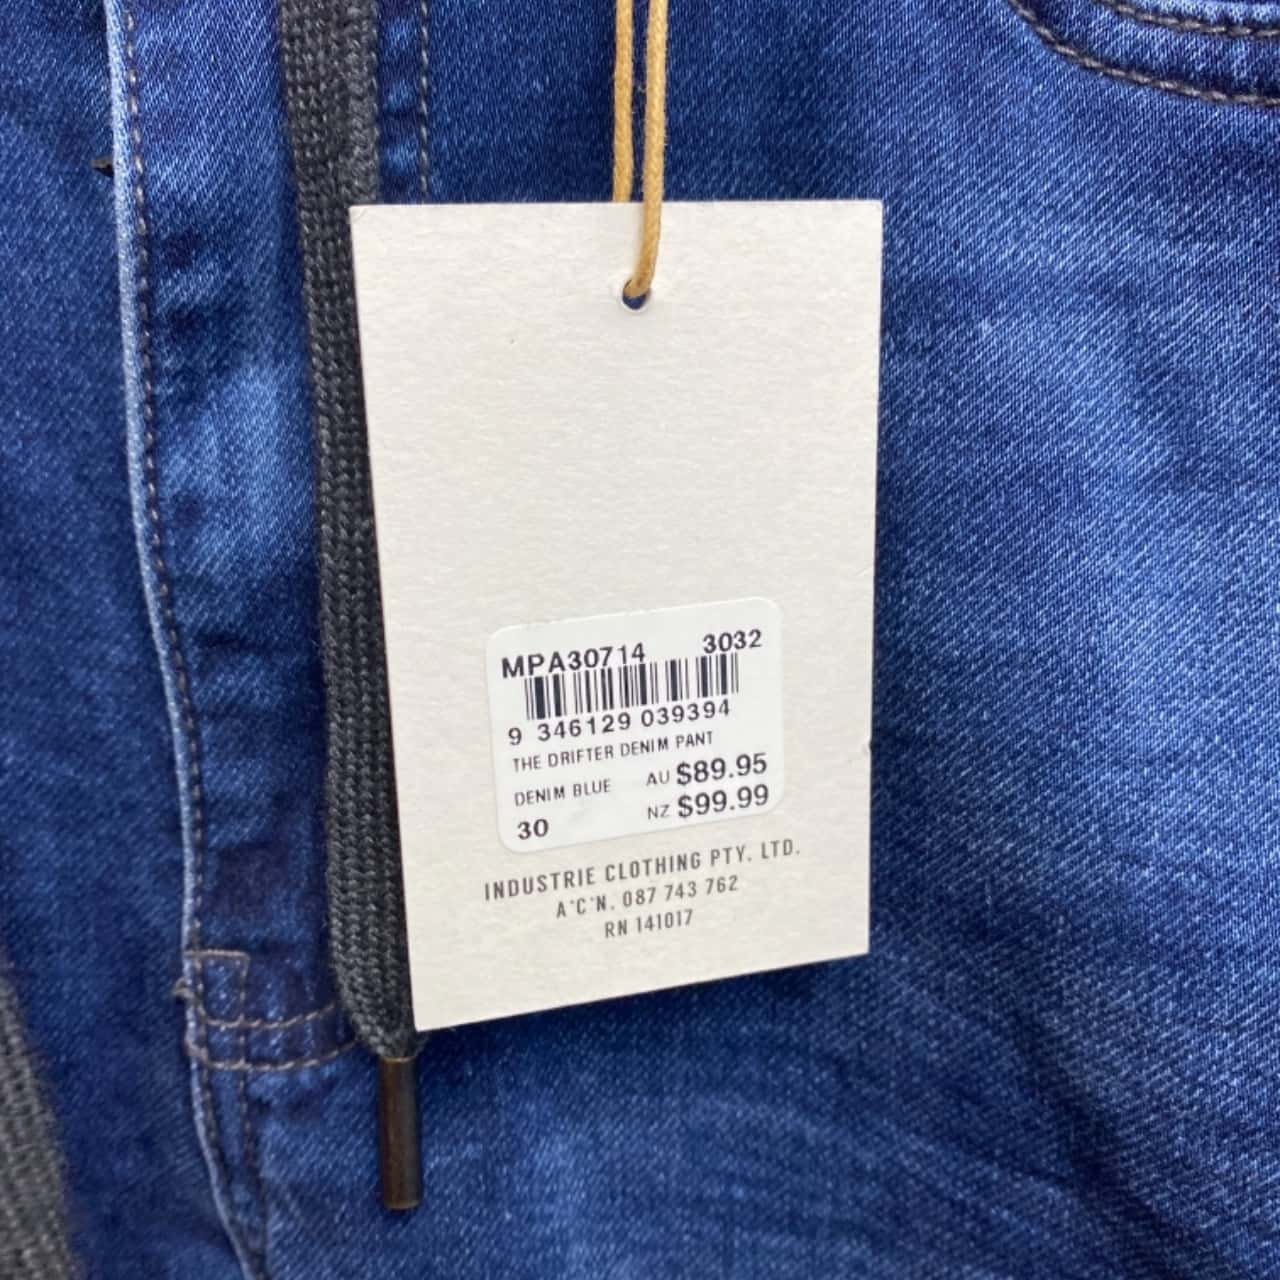 MPA30714 3032
9 346129 039394
THE DRIFTER DENIM PANT
DENIM BLUE AU $89.95
30 NZ $99.99
INDUSTRIE CLOTHING PTY. LTD.
A.C.N. 087 743 762
RN 141017